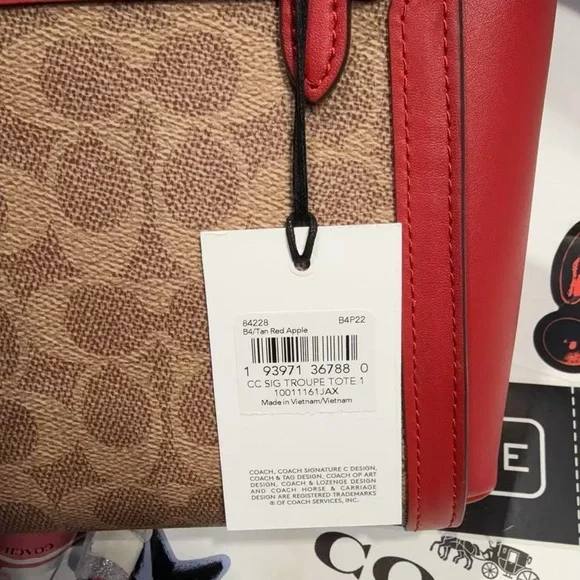 84228 B4P22
B4/Tan Red Apple
1 93971 36788 0
CC SIG TROUPE TOTE 1
10011161JAX
Made in Vietnam/Vietnam
COACH, COACH SIGNATURE C DESIGN,
COACH & TAG DESIGN, COACH OP ART
DESIGN, COACH & LOZENGE DESIGN
AND COACH HORSE & CARRIAGE
DESIGN ARE REGISTERED TRADEMARKS
® OF COACH SERVICES, INC.
E
COACH
CO